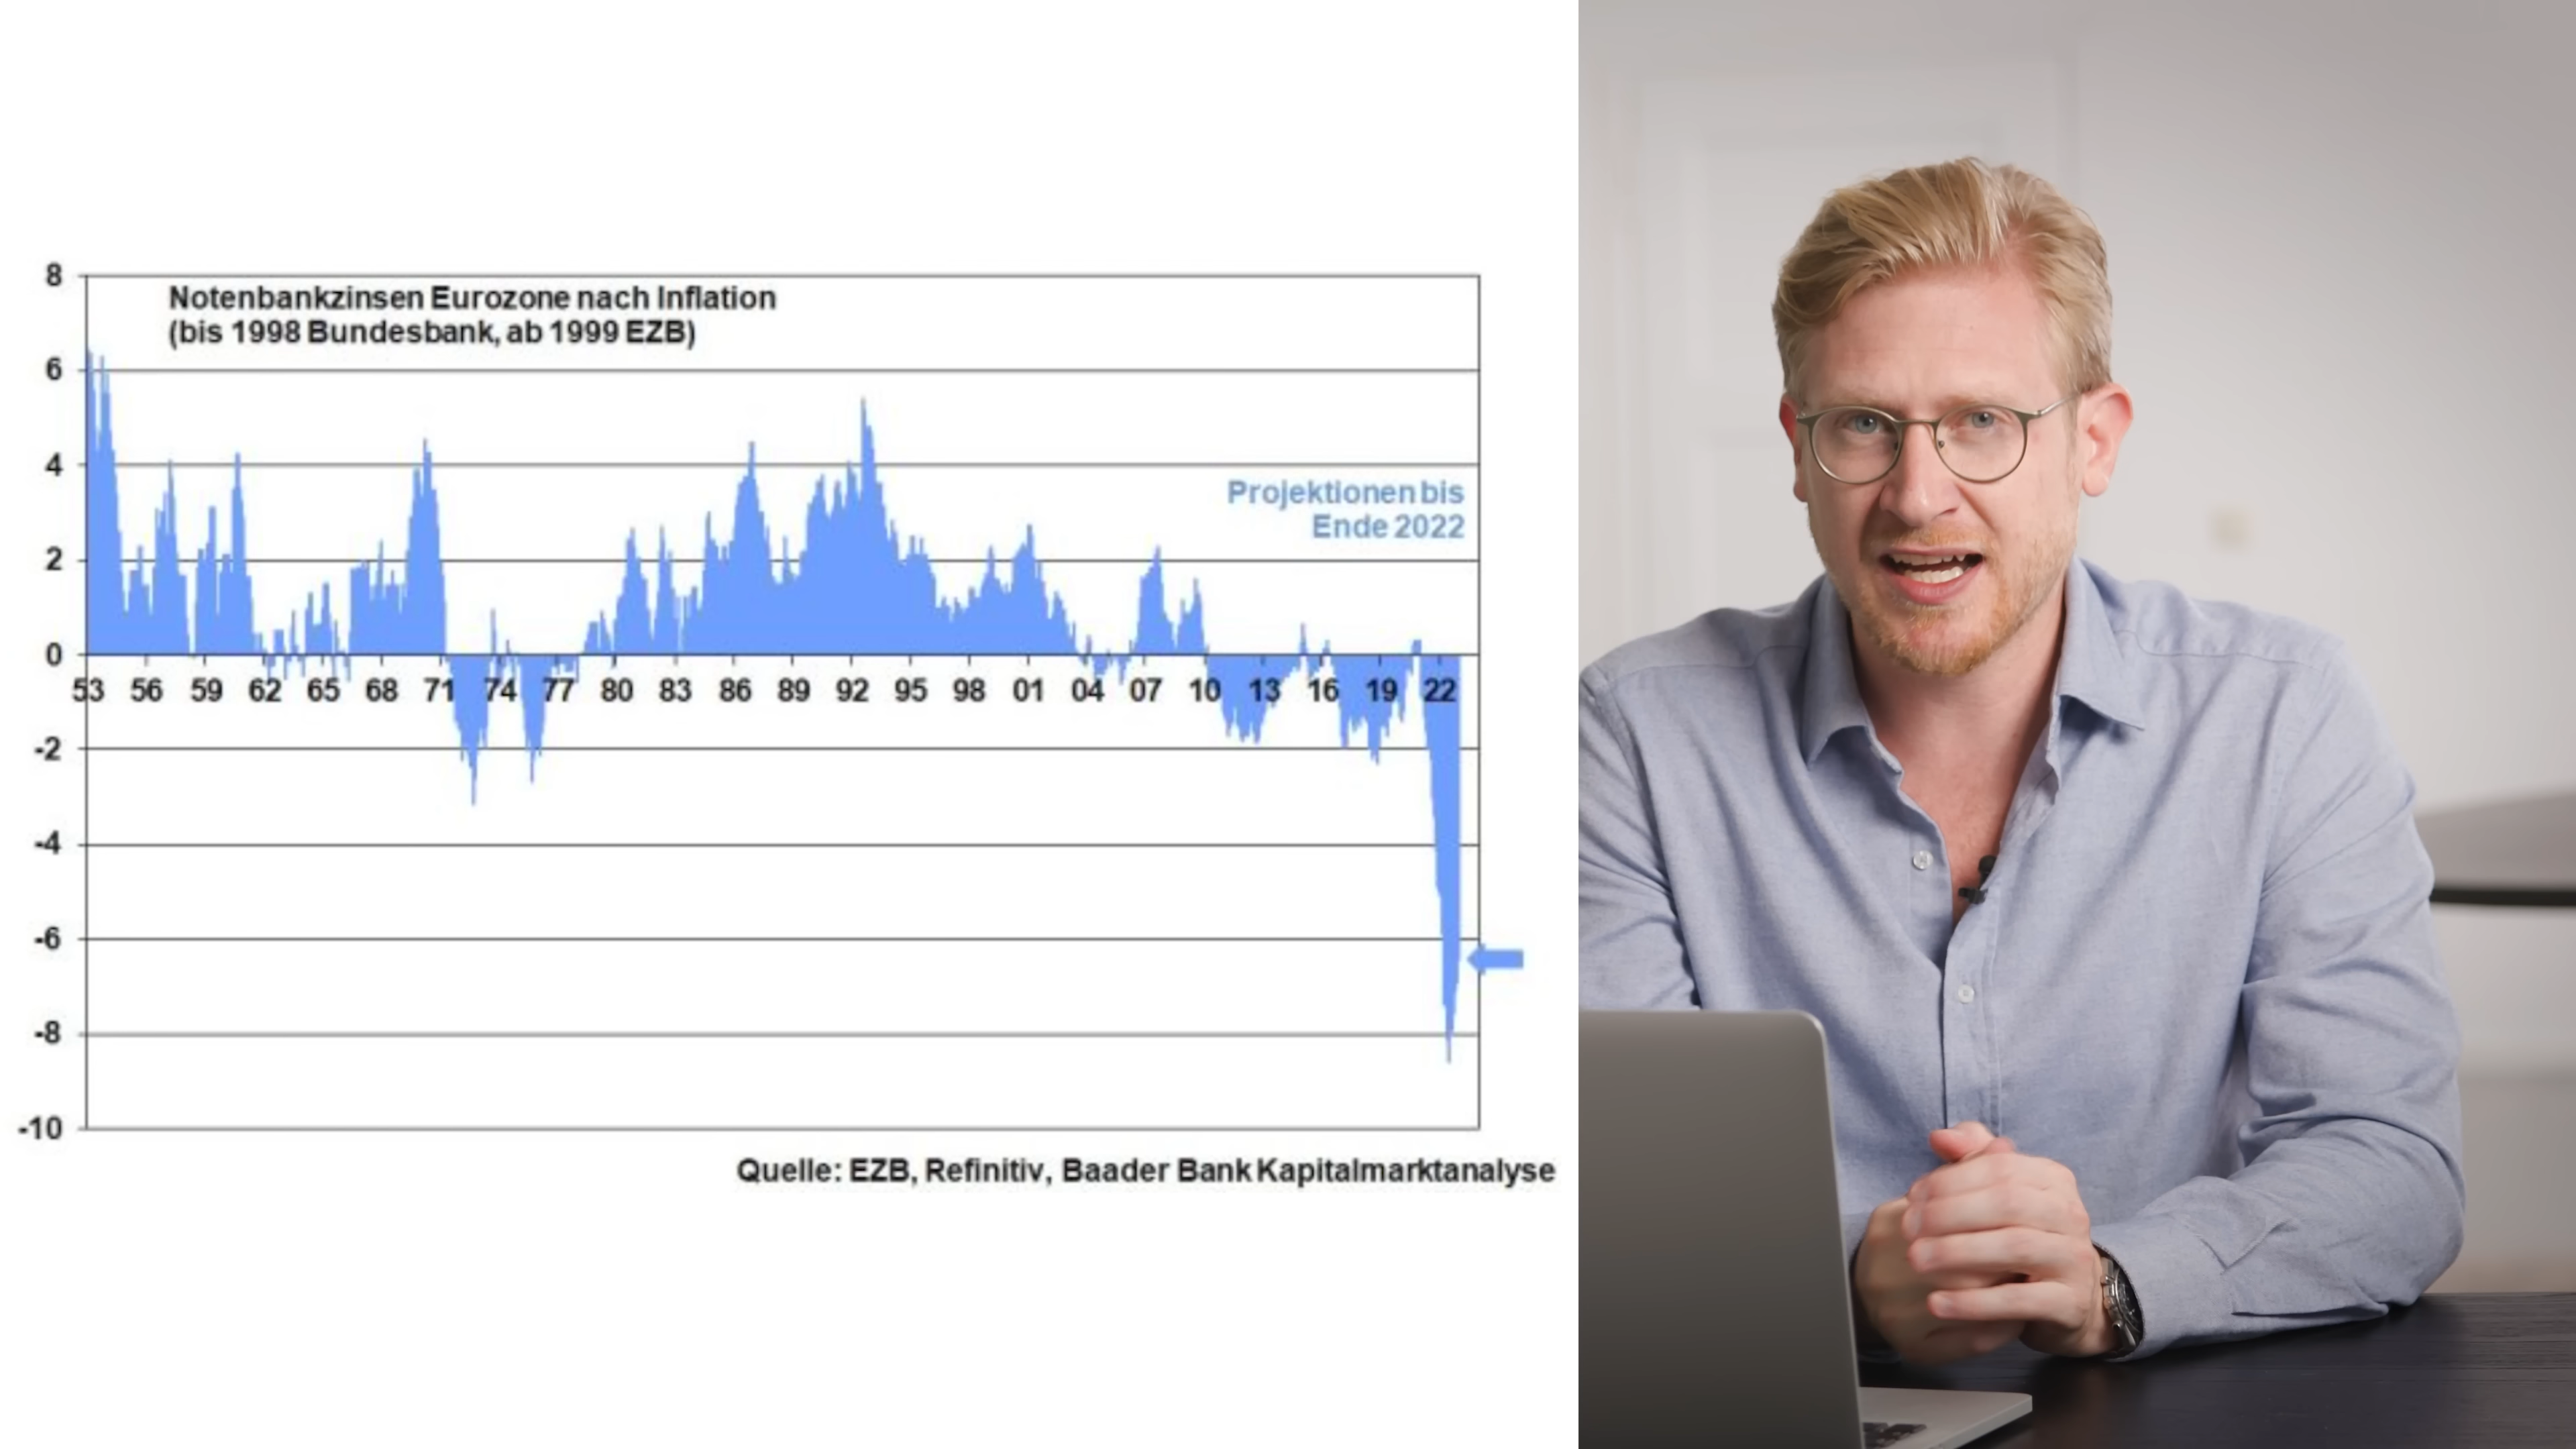 8
Notenbankzinsen Eurozone nach Inflation
(bis 1998 Bundesbank, ab 1999 EZB)
6
4
Projektionen bis
Ende 2022
2
0
53 56 59 62 65 68 71 74 77 80 83 86 89 92 95 98 01 04 07 10 13 16 19 22
-2
-4
-6
-8
-10
Quelle: EZB, Refinitiv, Baader Bank Kapitalmarktanalyse